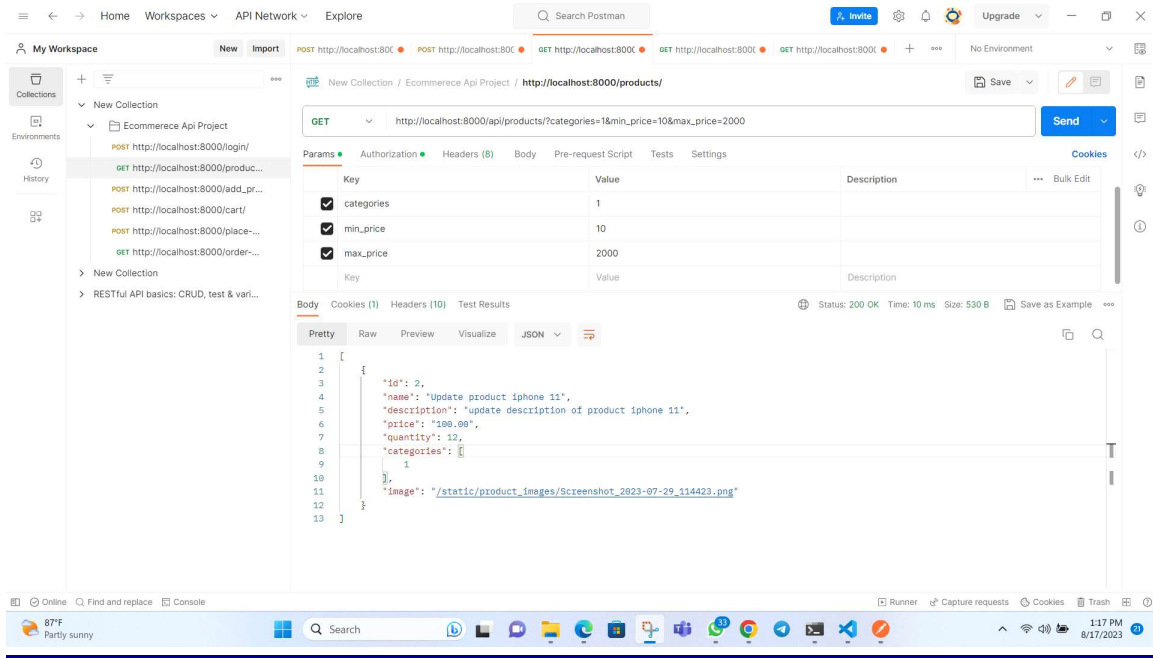 Home Workspaces API Network Explore Search Postman Invite Upgrade
My Workspace New Import POST http://localhost:800 POST http://localhost:800 GET http://localhost:8000 GET http://localhost:8000 GET http://localhost:8000 + No Environment
Collections
Environments
History
New Collection
Ecommerece Api Project
POST http://localhost:8000/login/
GET http://localhost:8000/produc...
POST http://localhost:8000/add_pr...
POST http://localhost:8000/cart/
POST http://localhost:8000/place-...
GET http://localhost:8000/order-...
New Collection
RESTful API basics: CRUD, test & vari...
HTTP New Collection / Ecommerece Api Project / http://localhost:8000/products/ Save
GET http://localhost:8000/api/products/?categories=1&min_price=10&max_price=2000 Send
Params Authorization Headers (8) Body Pre-request Script Tests Settings Cookies
Key Value Description Bulk Edit
categories 1
min_price 10
max_price 2000
Key Value Description
Body Cookies (1) Headers (10) Test Results Status: 200 OK Time: 10 ms Size: 530 B Save as Example
Pretty Raw Preview Visualize JSON
1 [
2 {
3 "id": 2,
4 "name": "Update product iphone 11",
5 "description": "update description of product iphone 11",
6 "price": "100.00",
7 "quantity": 12,
8 "categories": [
9 1
10 ],
11 "image": "/static/product_images/Screenshot_2023-07-29_114423.png"
12 }
13 ]
Online Find and replace Console Runner Capture requests Cookies Trash
87°F
Partly sunny
Search
33
1:17 PM
8/17/2023
21